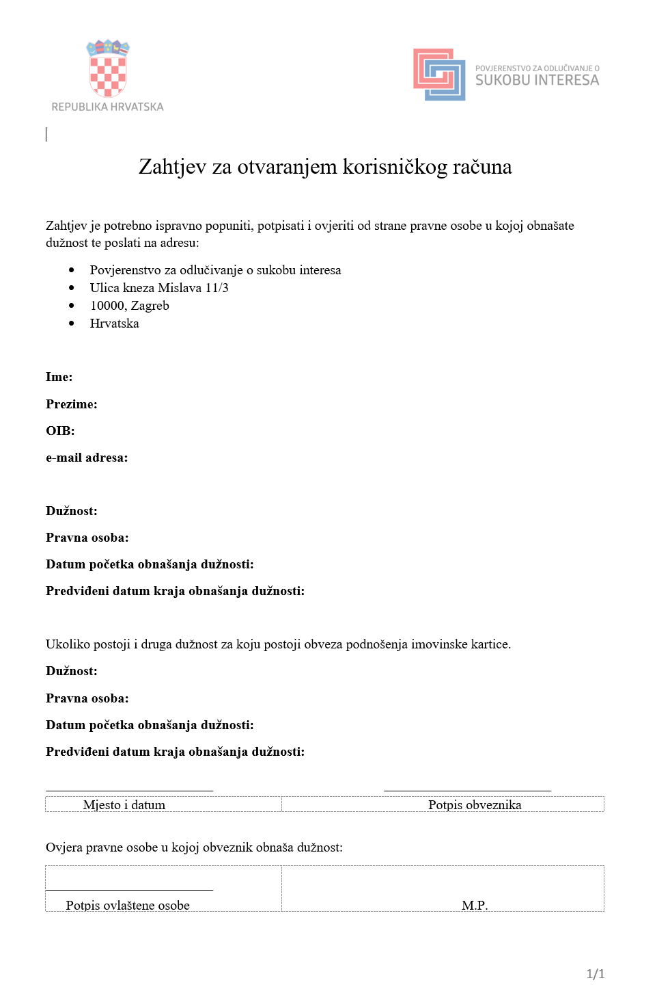 REPUBLIKA HRVATSKA
POVJERENSTVO ZA ODLUČIVANJE O
SUKOBU INTERESA
Zahtjev za otvaranjem korisničkog računa
Zahtjev je potrebno ispravno popuniti, potpisati i ovjeriti od strane pravne osobe u kojoj obnašate
dužnost te poslati na adresu:
• Povjerenstvo za odlučivanje o sukobu interesa
• Ulica kneza Mislava 11/3
• 10000, Zagreb
• Hrvatska
Ime:
Prezime:
OIB:
e-mail adresa:
Dužnost:
Pravna osoba:
Datum početka obnašanja dužnosti:
Predviđeni datum kraja obnašanja dužnosti:
Ukoliko postoji i druga dužnost za koju postoji obveza podnošenja imovinske kartice.
Dužnost:
Pravna osoba:
Datum početka obnašanja dužnosti:
Predviđeni datum kraja obnašanja dužnosti:
Mjesto i datum
Potpis obveznika
Ovjera pravne osobe u kojoj obveznik obnaša dužnost:
Potpis ovlaštene osobe
M.P.
1/1